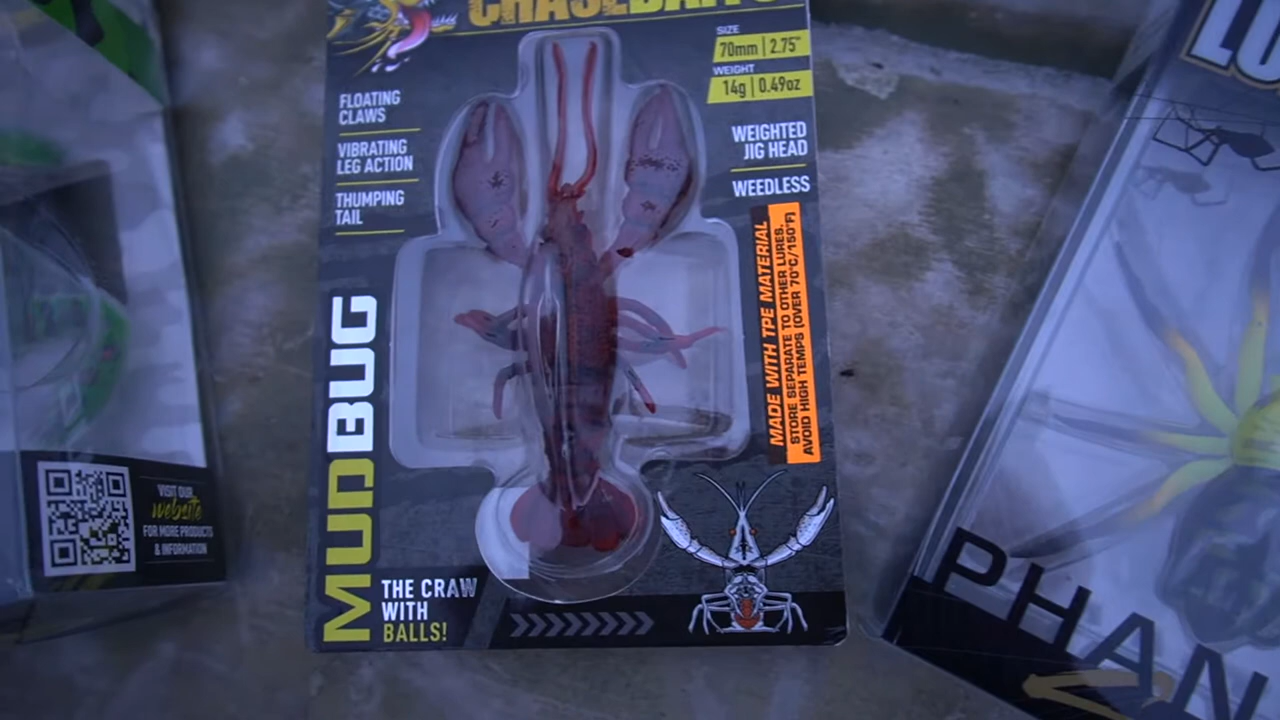 CHASEBAITS
SIZE
70mm | 2.75"
WEIGHT
14g | 0.49oz
FLOATING
CLAWS
VIBRATING
LEG ACTION
THUMPING
TAIL
WEIGHTED
JIG HEAD
WEEDLESS
MADE WITH TPE MATERIAL
STORE SEPARATE TO OTHER LURES.
AVOID HIGH TEMPS (OVER 70°C/150°F)
MUDBUG
THE CRAW
WITH
BALLS!
VISIT OUR
website
FOR MORE PRODUCTS
& INFORMATION
LU
PHAN